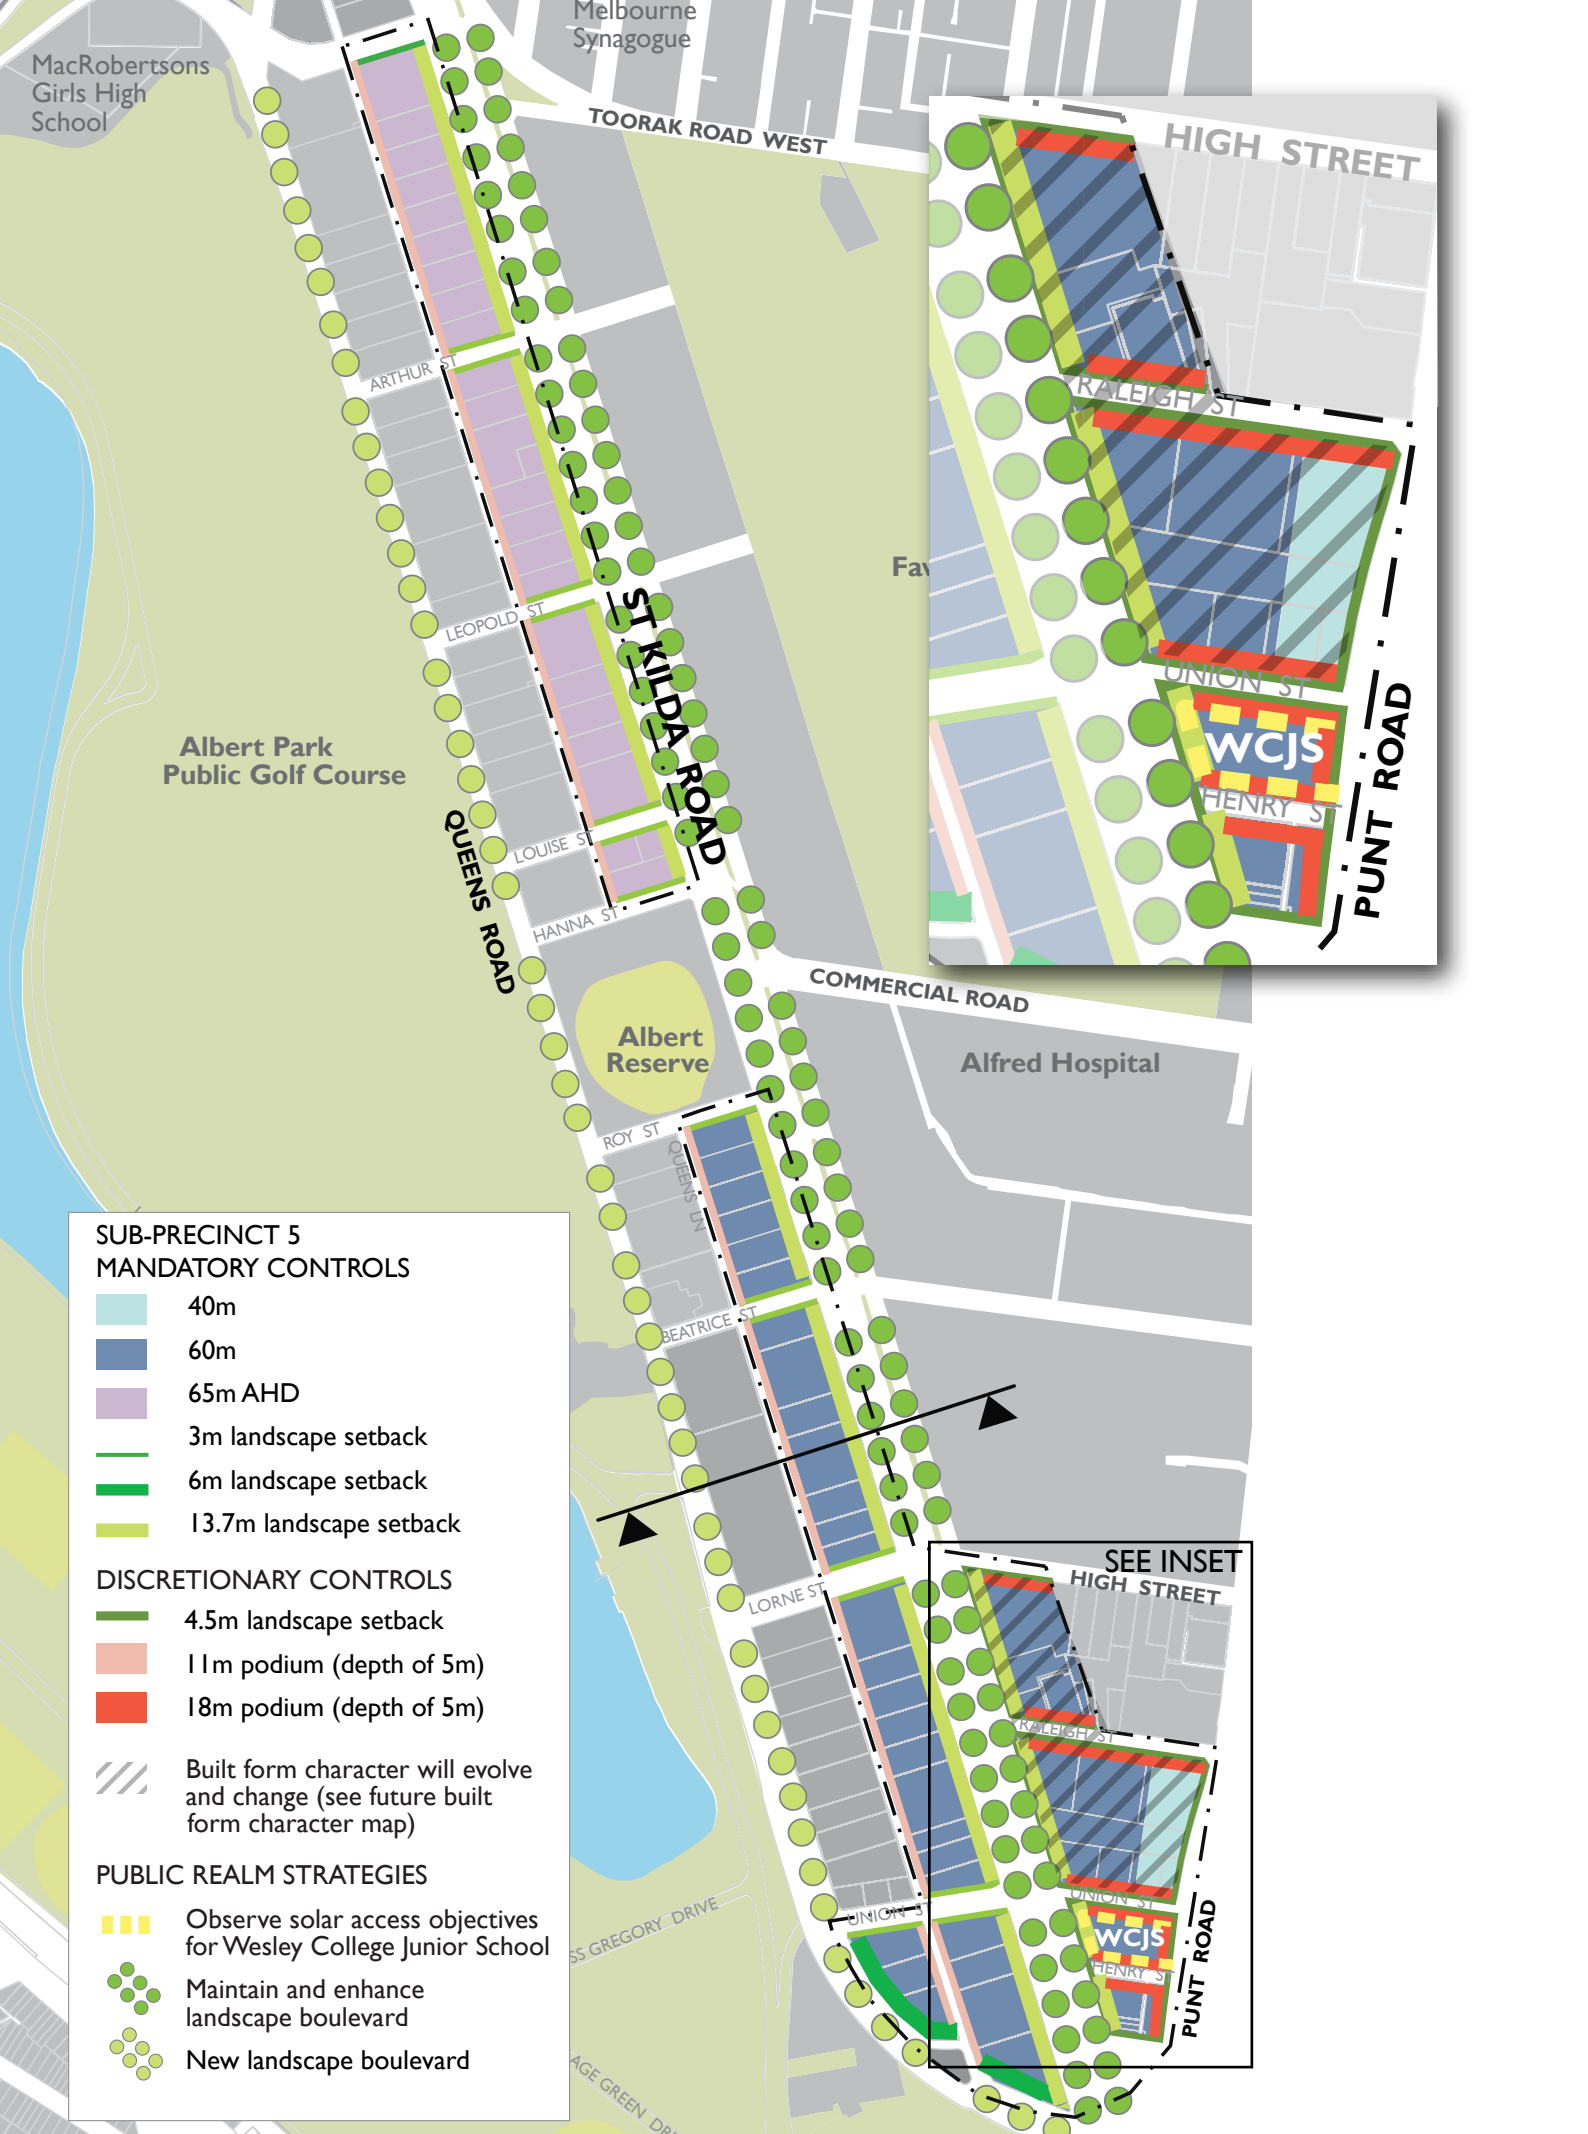 Melbourne
Synagogue
MacRobertsons
Girls High
School
TOORAK ROAD WEST
HIGH STREET
RALEIGH ST
UNION ST
WCJS
HENRY ST
PUNT ROAD
ARTHUR ST
LEOPOLD ST
ST KILDA ROAD
Albert Park
Public Golf Course
QUEENS ROAD
LOUISE ST
HANNA ST
COMMERCIAL ROAD
Albert
Reserve
Alfred Hospital
ROY ST
QUEENS LN
BEATRICE ST
LORNE ST
SEE INSET
HIGH STREET
RALEIGH ST
UNION ST
UNION S
WCJS
HENRY S
PUNT ROAD
SS GREGORY DRIVE
AGE GREEN DR
SUB-PRECINCT 5
MANDATORY CONTROLS
40m
60m
65m AHD
3m landscape setback
6m landscape setback
13.7m landscape setback
DISCRETIONARY CONTROLS
4.5m landscape setback
11m podium (depth of 5m)
18m podium (depth of 5m)
Built form character will evolve
and change (see future built
form character map)
PUBLIC REALM STRATEGIES
Observe solar access objectives
for Wesley College Junior School
Maintain and enhance
landscape boulevard
New landscape boulevard